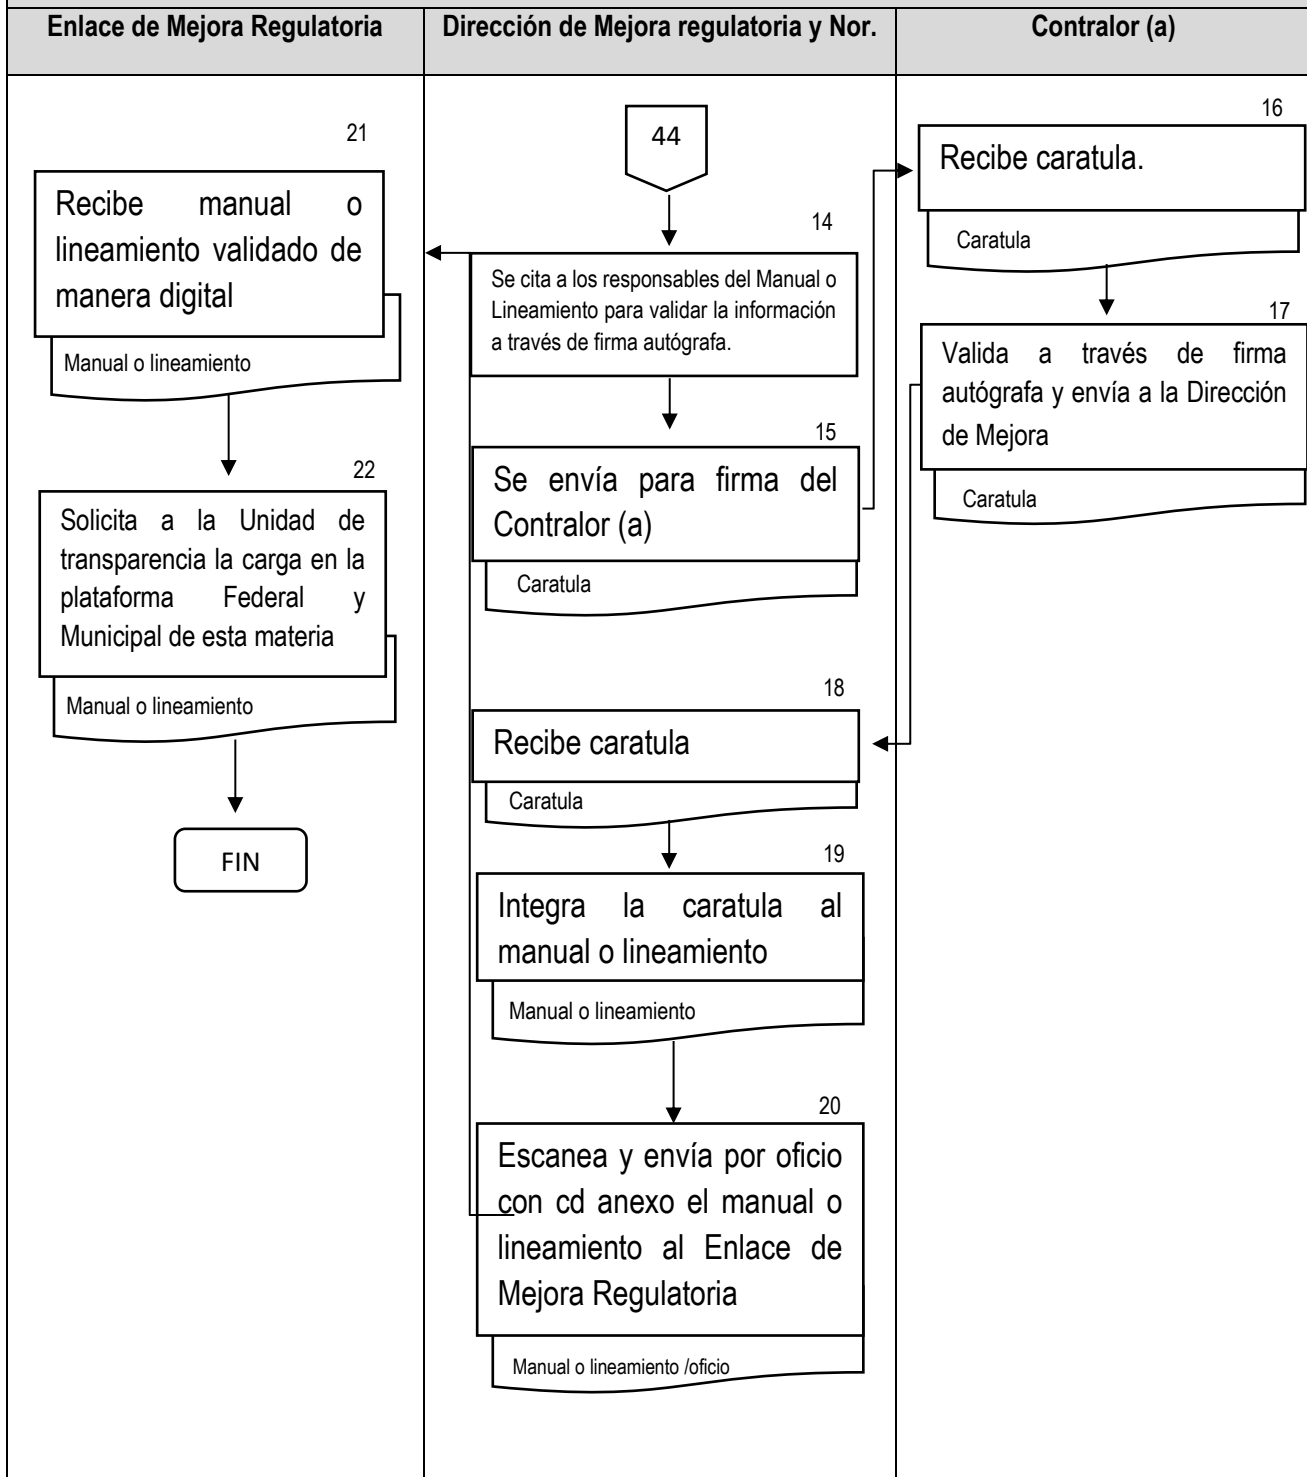 Enlace de Mejora Regulatoria
Dirección de Mejora regulatoria y Nor.
Contralor (a)
21
Recibe manual o
lineamiento validado de
manera digital
Manual o lineamiento
22
Solicita a la Unidad de
transparencia la carga en la
plataforma Federal y
Municipal de esta materia
Manual o lineamiento
FIN
44
14
Se cita a los responsables del Manual o
Lineamiento para validar la información
a través de firma autógrafa.
15
Se envía para firma del
Contralor (a)
Caratula
18
Recibe caratula
Caratula
19
Integra la caratula al
manual o lineamiento
Manual o lineamiento
20
Escanea y envía por oficio
con cd anexo el manual o
lineamiento al Enlace de
Mejora Regulatoria
Manual o lineamiento /oficio
16
Recibe caratula.
Caratula
17
Valida a través de firma
autógrafa y envía a la Dirección
de Mejora
Caratula